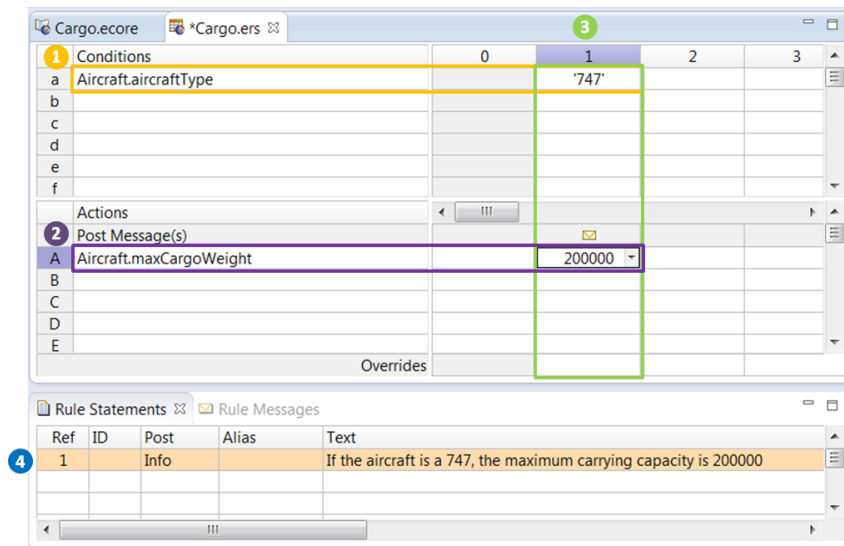 Cargo.ecore *Cargo.ers 3
1 Conditions 0 1 2 3
a Aircraft.aircraftType '747'
b
c
d
e
f
Actions
2 Post Message(s)
A Aircraft.maxCargoWeight 200000
B
C
D
E
Overrides
Rule Statements Rule Messages
Ref ID Post Alias Text
4 1 Info If the aircraft is a 747, the maximum carrying capacity is 200000